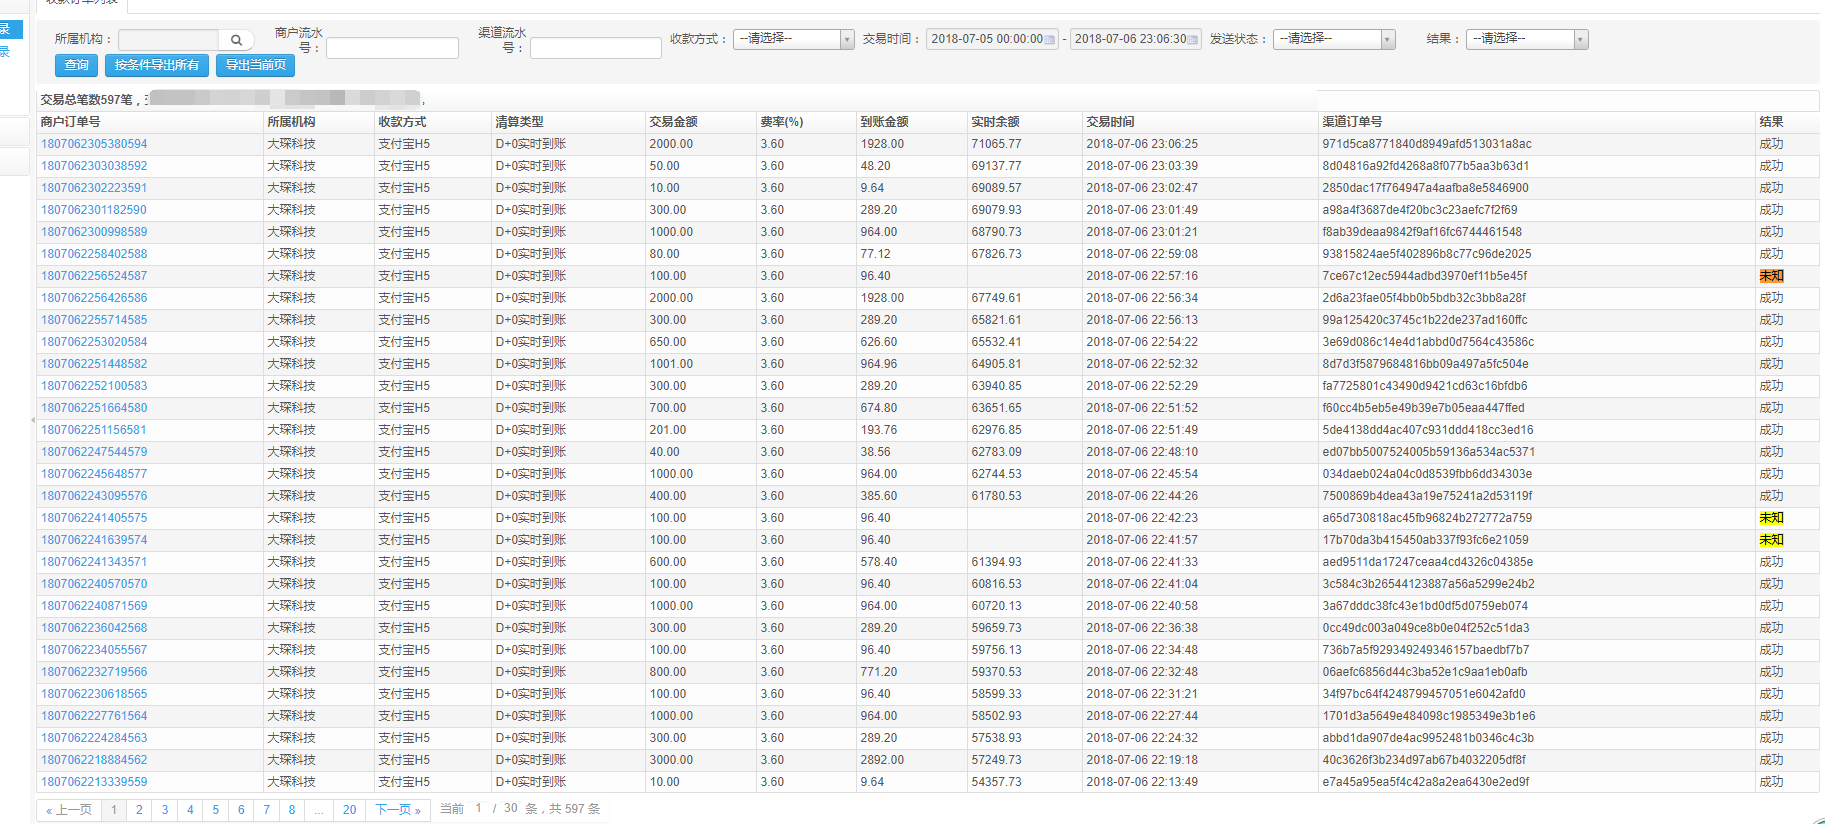 收款订单列表
录
录
所属机构：
商户流水号：
渠道流水号：
收款方式： --请选择--
交易时间： 2018-07-05 00:00:00 - 2018-07-06 23:06:30
发送状态： --请选择--
结果： --请选择--
查询 按条件导出所有 导出当前页
交易总笔数597笔，
商户订单号 所属机构 收款方式 清算类型 交易金额 费率(%) 到账金额 实时余额 交易时间 渠道订单号 结果
1807062305380594 大琛科技 支付宝H5 D+0实时到账 2000.00 3.60 1928.00 71065.77 2018-07-06 23:06:25 971d5ca8771840d8949afd513031a8ac 成功
1807062303038592 大琛科技 支付宝H5 D+0实时到账 50.00 3.60 48.20 69137.77 2018-07-06 23:03:39 8d04816a92fd4268a8f077b5aa3b63d1 成功
1807062302223591 大琛科技 支付宝H5 D+0实时到账 10.00 3.60 9.64 69089.57 2018-07-06 23:02:47 2850dac17f764947a4aafba8e5846900 成功
1807062301182590 大琛科技 支付宝H5 D+0实时到账 300.00 3.60 289.20 69079.93 2018-07-06 23:01:49 a98a4f3687de4f20bc3c23aefc7f2f69 成功
1807062300998589 大琛科技 支付宝H5 D+0实时到账 1000.00 3.60 964.00 68790.73 2018-07-06 23:01:21 f8ab39deaa9842f9af16fc6744461548 成功
1807062258402588 大琛科技 支付宝H5 D+0实时到账 80.00 3.60 77.12 67826.73 2018-07-06 22:59:08 93815824ae5f402896b8c77c96de2025 成功
1807062256524587 大琛科技 支付宝H5 D+0实时到账 100.00 3.60 96.40 2018-07-06 22:57:16 7ce67c12ec5944adbd3970ef11b5e45f 未知
1807062256426586 大琛科技 支付宝H5 D+0实时到账 2000.00 3.60 1928.00 67749.61 2018-07-06 22:56:34 2d6a23fae05f4bb0b5bdb32c3bb8a28f 成功
1807062255714585 大琛科技 支付宝H5 D+0实时到账 300.00 3.60 289.20 65821.61 2018-07-06 22:56:13 99a125420c3745c1b22de237ad160ffc 成功
1807062253020584 大琛科技 支付宝H5 D+0实时到账 650.00 3.60 626.60 65532.41 2018-07-06 22:54:22 3e69d086c14e4d1abbd0d7564c43586c 成功
1807062251448582 大琛科技 支付宝H5 D+0实时到账 1001.00 3.60 964.96 64905.81 2018-07-06 22:52:32 8d7d3f5879684816bb09a497a5fc504e 成功
1807062252100583 大琛科技 支付宝H5 D+0实时到账 300.00 3.60 289.20 63940.85 2018-07-06 22:52:29 fa7725801c43490d9421cd63c16bfdb6 成功
1807062251664580 大琛科技 支付宝H5 D+0实时到账 700.00 3.60 674.80 63651.65 2018-07-06 22:51:52 f60cc4b5eb5e49b39e7b05eaa447ffed 成功
1807062251156581 大琛科技 支付宝H5 D+0实时到账 201.00 3.60 193.76 62976.85 2018-07-06 22:51:49 5de4138dd4ac407c931ddd418cc3ed16 成功
1807062247544579 大琛科技 支付宝H5 D+0实时到账 40.00 3.60 38.56 62783.09 2018-07-06 22:48:10 ed07bb5007524005b59136a534ac5371 成功
1807062245648577 大琛科技 支付宝H5 D+0实时到账 1000.00 3.60 964.00 62744.53 2018-07-06 22:45:54 034daeb024a04c0d8539fbb6dd34303e 成功
1807062243095576 大琛科技 支付宝H5 D+0实时到账 400.00 3.60 385.60 61780.53 2018-07-06 22:44:26 7500869b4dea43a19e75241a2d53119f 成功
1807062241405575 大琛科技 支付宝H5 D+0实时到账 100.00 3.60 96.40 2018-07-06 22:42:23 a65d730818ac45fb96824b272772a759 未知
1807062241639574 大琛科技 支付宝H5 D+0实时到账 100.00 3.60 96.40 2018-07-06 22:41:57 17b70da3b415450ab337f93fc6e21059 未知
1807062241343571 大琛科技 支付宝H5 D+0实时到账 600.00 3.60 578.40 61394.93 2018-07-06 22:41:33 aed9511da17247ceaa4cd4326c04385e 成功
1807062240570570 大琛科技 支付宝H5 D+0实时到账 100.00 3.60 96.40 60816.53 2018-07-06 22:41:04 3c584c3b26544123887a56a5299e24b2 成功
1807062240871569 大琛科技 支付宝H5 D+0实时到账 1000.00 3.60 964.00 60720.13 2018-07-06 22:40:58 3a67dddc38fc43e1bd0df5d0759eb074 成功
1807062236042568 大琛科技 支付宝H5 D+0实时到账 300.00 3.60 289.20 59659.73 2018-07-06 22:36:38 0cc49dc003a049ce8b0e04f252c51da3 成功
1807062234055567 大琛科技 支付宝H5 D+0实时到账 100.00 3.60 96.40 59756.13 2018-07-06 22:34:48 736b7a5f929349249346157baedbf7b7 成功
1807062232719566 大琛科技 支付宝H5 D+0实时到账 800.00 3.60 771.20 59370.53 2018-07-06 22:32:48 06aefc6856d44c3ba52e1c9aa1eb0afb 成功
1807062230618565 大琛科技 支付宝H5 D+0实时到账 100.00 3.60 96.40 58599.33 2018-07-06 22:31:21 34f97bc64f4248799457051e6042afd0 成功
1807062227761564 大琛科技 支付宝H5 D+0实时到账 1000.00 3.60 964.00 58502.93 2018-07-06 22:27:44 1701d3a5649e484098c1985349e3b1e6 成功
1807062224284563 大琛科技 支付宝H5 D+0实时到账 300.00 3.60 289.20 57538.93 2018-07-06 22:24:32 abbd1da907de4ac9952481b0346c4c3b 成功
1807062218884562 大琛科技 支付宝H5 D+0实时到账 3000.00 3.60 2892.00 57249.73 2018-07-06 22:19:18 40c3626f3b234d97ab67b4032205df8f 成功
1807062213339559 大琛科技 支付宝H5 D+0实时到账 10.00 3.60 9.64 54357.73 2018-07-06 22:13:49 e7a45a95ea5f4c42a8a2ea6430e2ed9f 成功
« 上一页 1 2 3 4 5 6 7 8 ... 20 下一页 » 当前 1 / 30 条，共 597 条